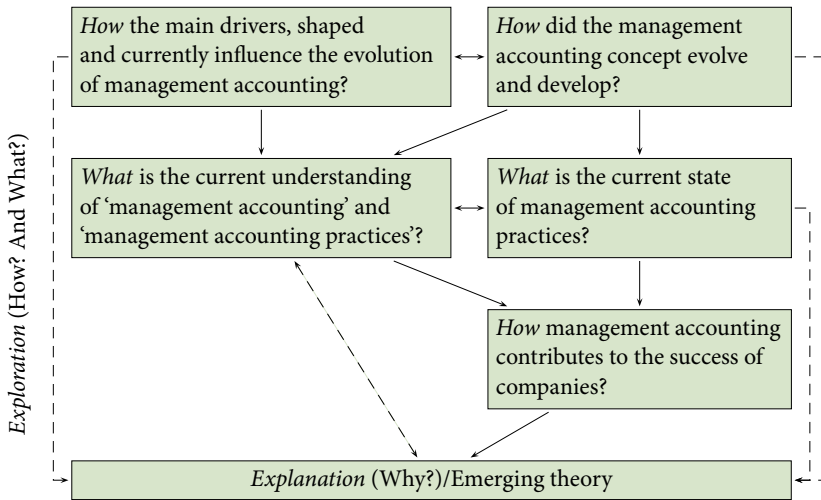 How the main drivers, shaped
and currently influence the evolution
of management accounting?
How did the management
accounting concept evolve
and develop?
What is the current understanding
of ‘management accounting’ and
‘management accounting practices’?
What is the current state
of management accounting
practices?
How management accounting
contributes to the success of
companies?
Exploration (How? And What?)
Explanation (Why?)/Emerging theory